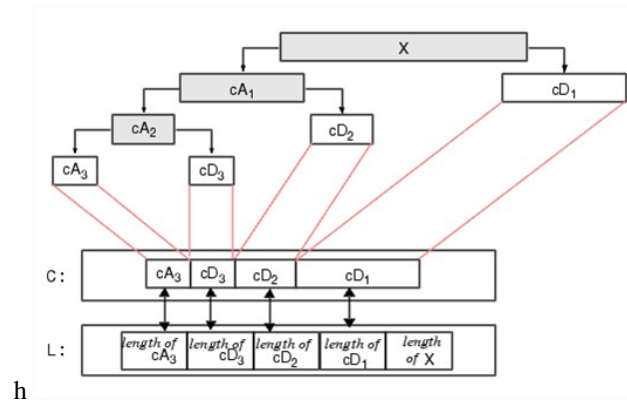 X
cA₁ cD₁
cA₂ cD₂
cA₃ cD₃
C: cA₃ cD₃ cD₂ cD₁
L: length of cA₃ length of cD₃ length of cD₂ length of cD₁ length of X
h